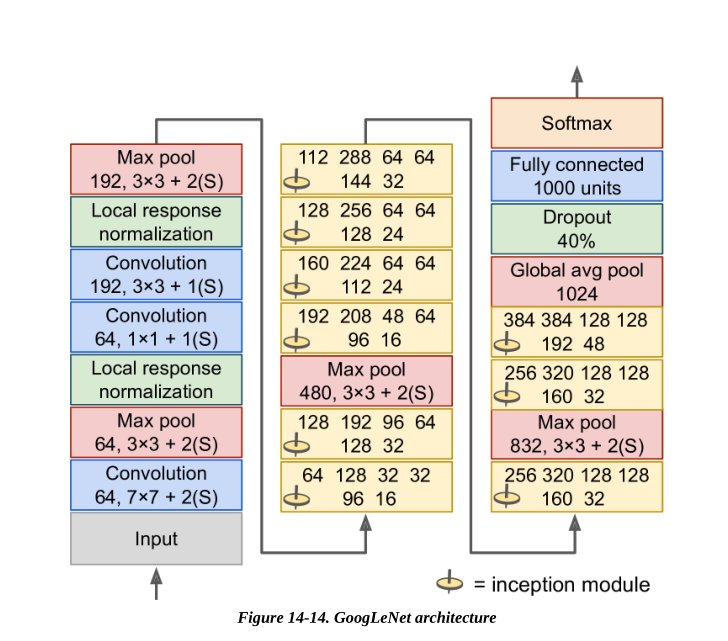 Max pool
192, 3×3 + 2(S)
Local response
normalization
Convolution
192, 3×3 + 1(S)
Convolution
64, 1×1 + 1(S)
Local response
normalization
Max pool
64, 3×3 + 2(S)
Convolution
64, 7×7 + 2(S)
Input
112 288 64 64
144 32
128 256 64 64
128 24
160 224 64 64
112 24
192 208 48 64
96 16
Max pool
480, 3×3 + 2(S)
128 192 96 64
128 32
64 128 32 32
96 16
Softmax
Fully connected
1000 units
Dropout
40%
Global avg pool
1024
384 384 128 128
192 48
256 320 128 128
160 32
Max pool
832, 3×3 + 2(S)
256 320 128 128
160 32
= inception module
Figure 14-14. GoogLeNet architecture